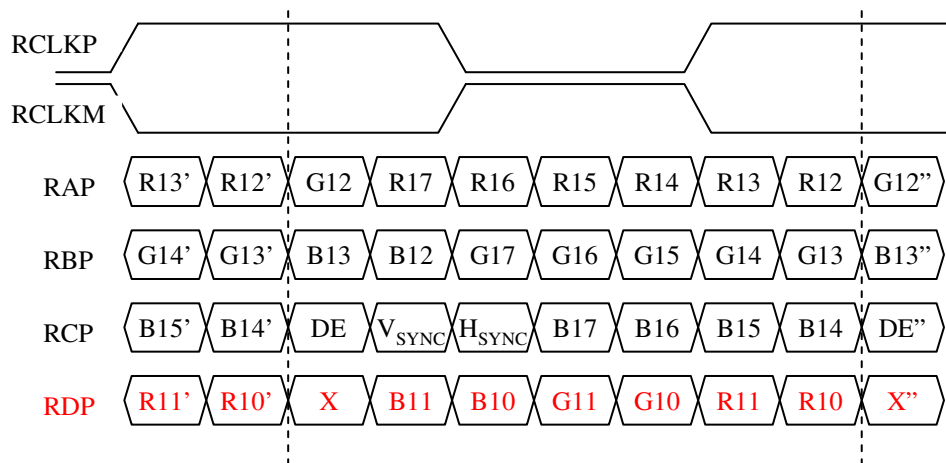 RCLKP
RCLKM
RAP R13’ R12’ G12 R17 R16 R15 R14 R13 R12 G12”
RBP G14’ G13’ B13 B12 G17 G16 G15 G14 G13 B13”
RCP B15’ B14’ DE VSYNC HSYNC B17 B16 B15 B14 DE”
RDP R11’ R10’ X B11 B10 G11 G10 R11 R10 X”